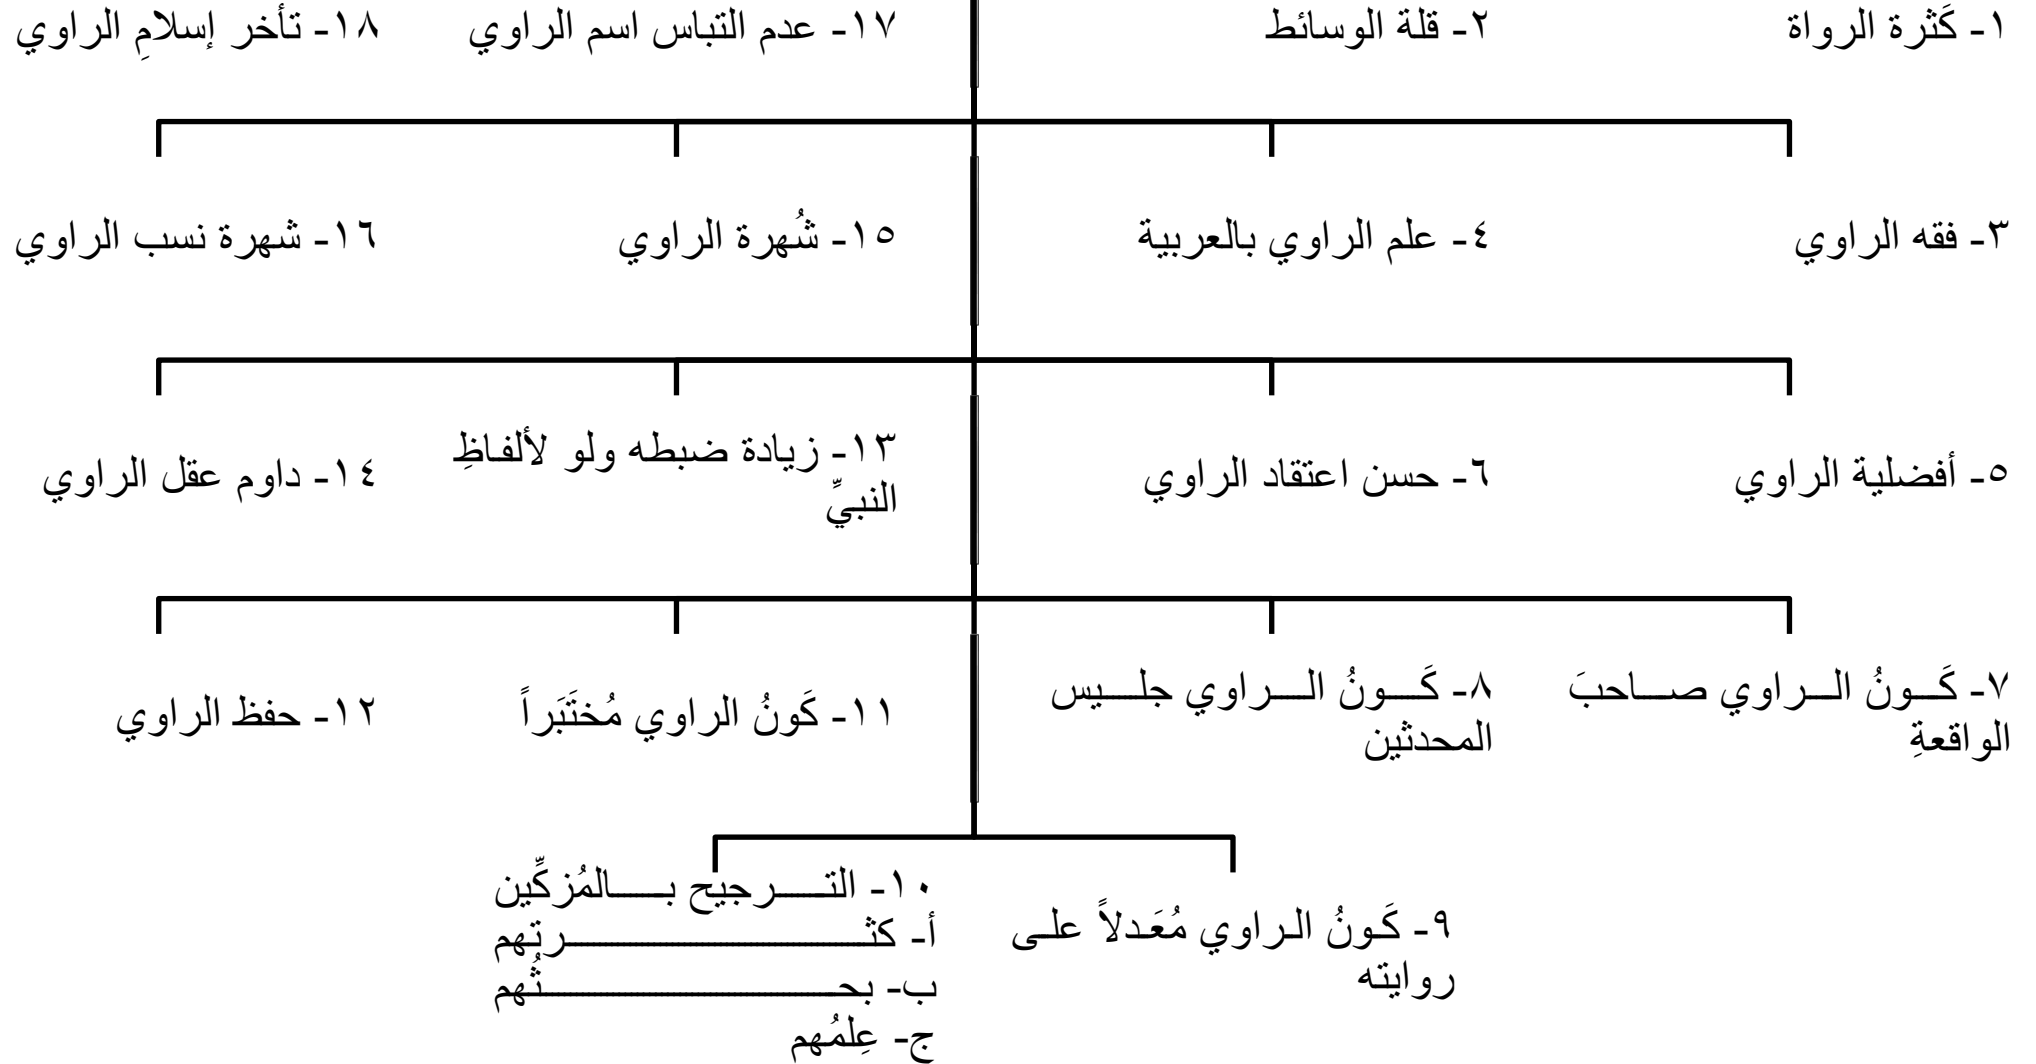 ١- كَثرة الرواة
٢- قلة الوسائط
١٧- عدم التباس اسم الراوي
١٨- تأخر إسلامِ الراوي
٣- فقه الراوي
٤- علم الراوي بالعربية
١٥- شُهرة الراوي
١٦- شهرة نسب الراوي
٥- أفضلية الراوي
٦- حسن اعتقاد الراوي
١٣- زيادة ضبطه ولو لألفاظِ
النبيِّ
١٤- داوم عقل الراوي
٧- كَونُ الراوي صاحبَ
الواقعةِ
٨- كَونُ الراوي جليس
المحدثين
١١- كَونُ الراوي مُختَبَراً
١٢- حفظ الراوي
٩- كَونُ الراوي مُعَدلاً على
روايته
١٠- الترجيح بالمُزكِّين
أ- كثرتهم
ب- بحثُهم
ج- عِلمُهم